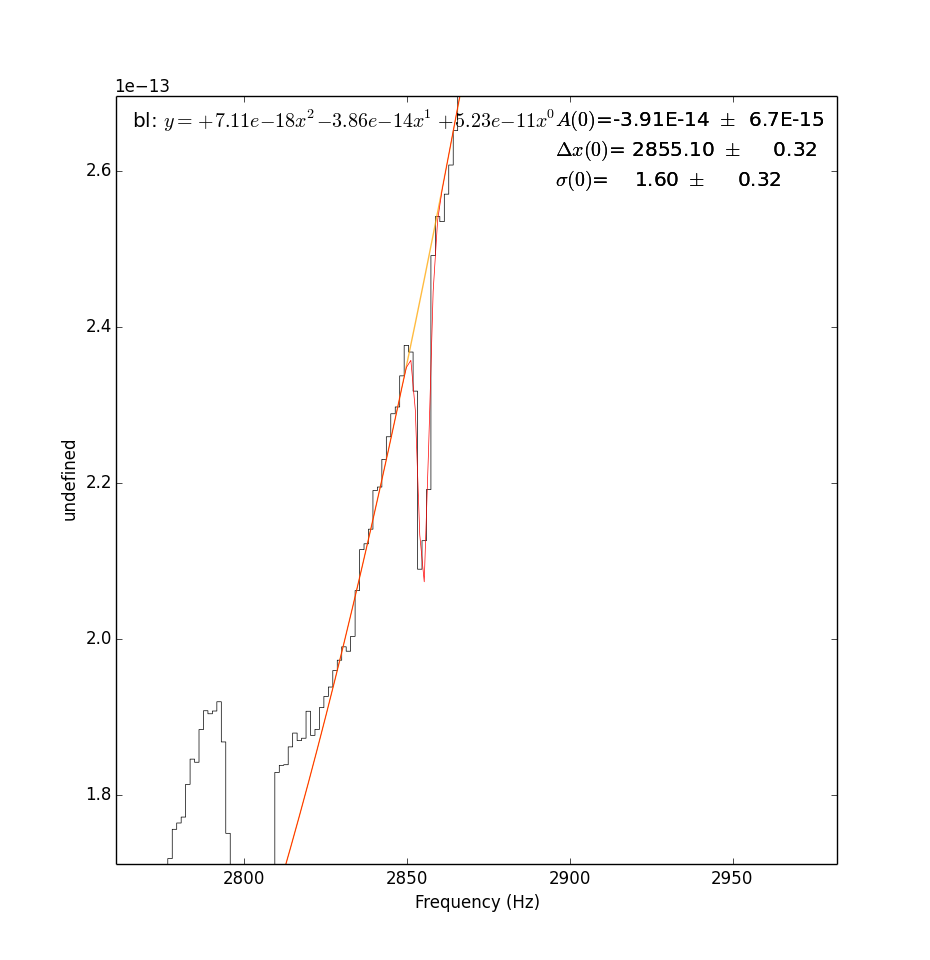 1e−13
bl: y = +7.11e−18x² −3.86e−14x¹ +5.23e−11x⁰
A(0)=-3.91E-14 ± 6.7E-15
Δx(0)= 2855.10 ± 0.32
σ(0)= 1.60 ± 0.32
2.6
2.4
2.2
2.0
1.8
undefined
2800 2850 2900 2950
Frequency (Hz)